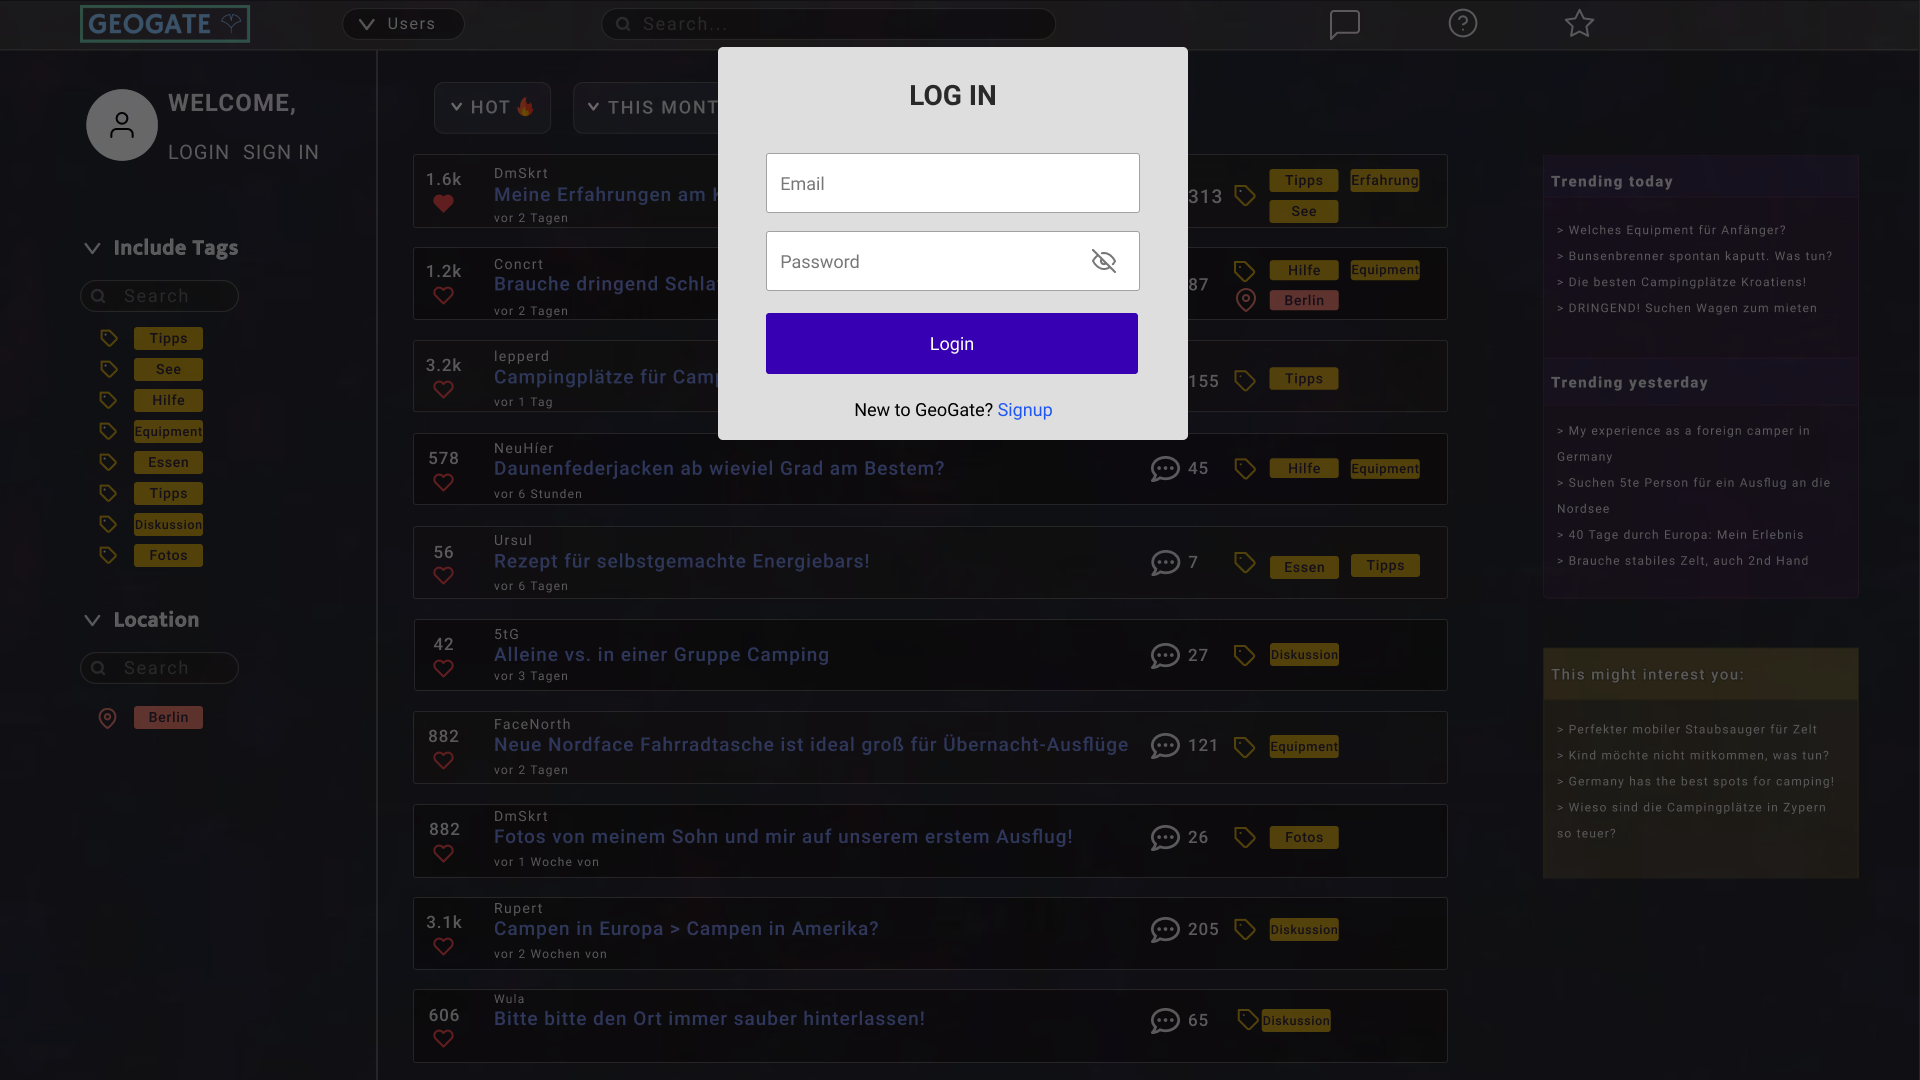 GEOGATE
Users
Search...
WELCOME,
LOGIN SIGN IN
Include Tags
Search
Tipps
See
Hilfe
Equipment
Essen
Tipps
Diskussion
Fotos
Location
Search
Berlin
HOT
THIS MONT
LOG IN
Email
Password
Login
New to GeoGate? Signup
1.6k
DmSkrt
Meine Erfahrungen am
vor 2 Tagen
313
Tipps
Erfahrung
See
1.2k
Concrt
Brauche dringend Schla
vor 2 Tagen
87
Hilfe
Equipment
Berlin
3.2k
lepperd
Campingplätze für Camp
vor 1 Tag
155
Tipps
578
NeuHier
Daunenfederjacken ab wieviel Grad am Bestem?
vor 6 Stunden
45
Hilfe
Equipment
56
Ursul
Rezept für selbstgemachte Energiebars!
vor 6 Tagen
7
Essen
Tipps
42
5tG
Alleine vs. in einer Gruppe Camping
vor 3 Tagen
27
Diskussion
882
FaceNorth
Neue Nordface Fahrradtasche ist ideal groß für Übernacht-Ausflüge
vor 2 Tagen
121
Equipment
882
DmSkrt
Fotos von meinem Sohn und mir auf unserem erstem Ausflug!
vor 1 Woche von
26
Fotos
3.1k
Rupert
Campen in Europa > Campen in Amerika?
vor 2 Wochen von
205
Diskussion
606
Wula
Bitte bitte den Ort immer sauber hinterlassen!
65
Diskussion
Trending today
> Welches Equipment für Anfänger?
> Bunsenbrenner spontan kaputt. Was tun?
> Die besten Campingplätze Kroatiens!
> DRINGEND! Suchen Wagen zum mieten
Trending yesterday
> My experience as a foreign camper in
Germany
> Suchen 5te Person für ein Ausflug an die
Nordsee
> 40 Tage durch Europa: Mein Erlebnis
> Brauche stabiles Zelt, auch 2nd Hand
This might interest you:
> Perfekter mobiler Staubsauger für Zelt
> Kind möchte nicht mitkommen, was tun?
> Germany has the best spots for camping!
> Wieso sind die Campingplätze in Zypern
so teuer?